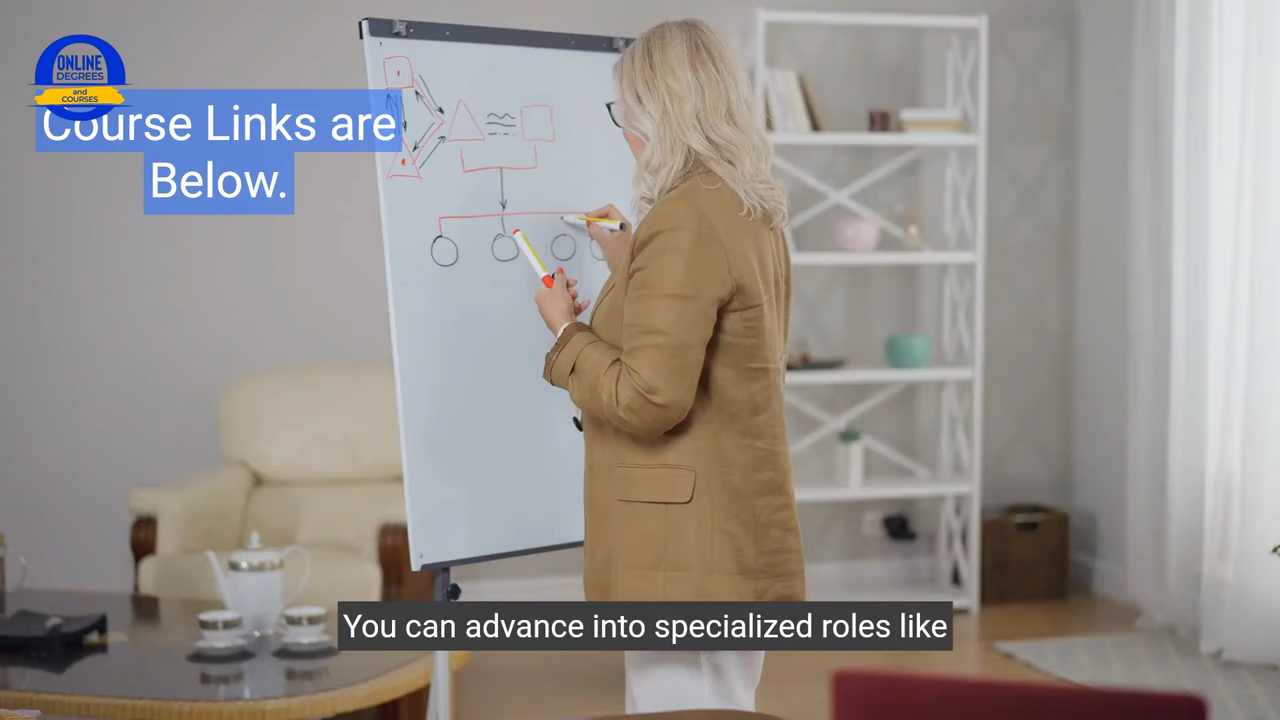 ONLINE
DEGREES
and
COURSES
Course Links are
Below.
You can advance into specialized roles like